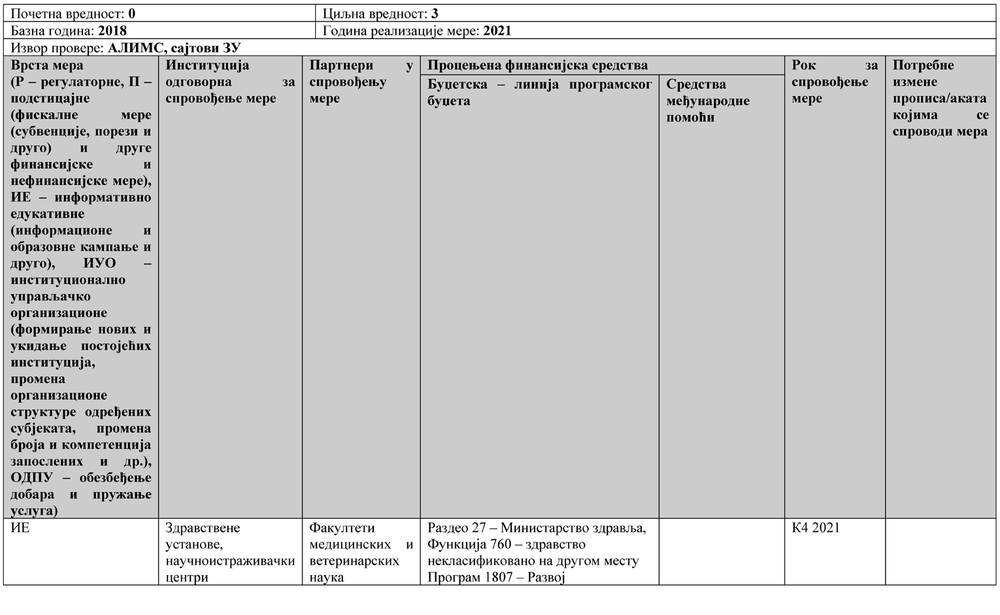 Почетна вредност: 0
Циљна вредност: 3
Базна година: 2018
Година реализације мере: 2021
Извор провере: АЛИМС, сајтови ЗУ
Врста мера
(Р – регулаторне, П –
подстицајне
(фискалне мере
(субвенције, порези и
друго) и друге
финансијске и
нефинансијске мере),
ИЕ – информативно
едукативне
(информационе и
образовне кампање и
друго), ИУО –
институционално
управљачко
организационе
(формирање нових и
укидање постојећих
институција,
промена
организационе
структуре одређених
субјеката, промена
броја и компетенција
запослених и др.),
ОДПУ – обезбеђење
добара и пружање
услуга)
Институција
одговорна за
спровођење мере
Партнери у
спровођењу
мере
Процењена финансијска средства
Буџетска – линија програмског
буџета
Средства
међународне
помоћи
Рок за
спровођење
мере
Потребне
измене
прописа/аката
којима се
спроводи мера
ИЕ
Здравствене
установе,
научноистраживачки
центри
Факултети
медицинских и
ветеринарских
наука
Раздео 27 – Министарство здравља,
Функција 760 – здравство
некласификовано на другом месту
Програм 1807 – Развој
К4 2021